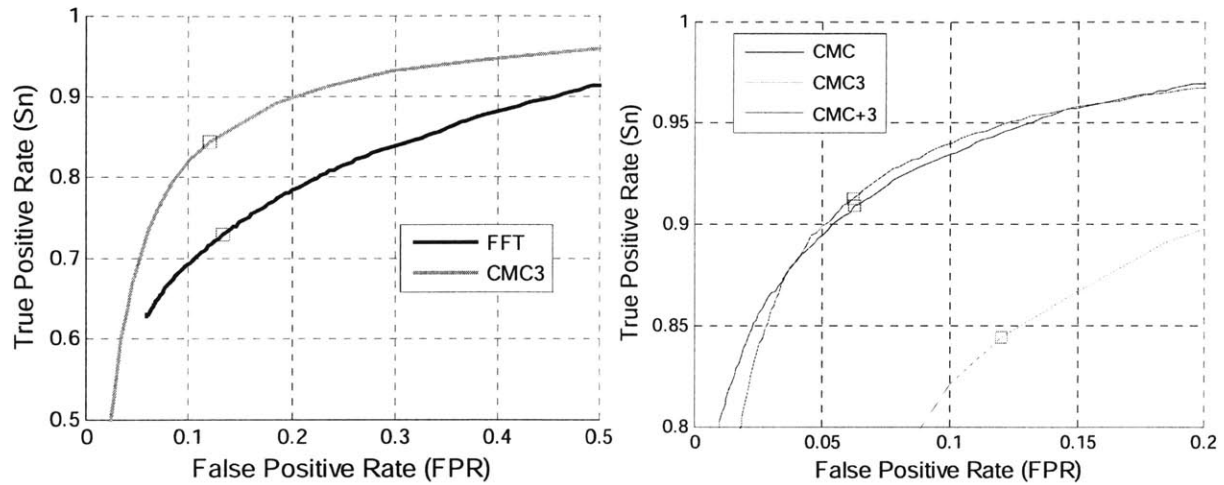 1
0.9
0.8
0.7
0.6
0.5
True Positive Rate (Sn)
FFT
CMC3
0
0.1
0.2
0.3
0.4
0.5
False Positive Rate (FPR)
1
0.95
0.9
0.85
0.8
True Positive Rate (Sn)
CMC
CMC3
CMC+3
0
0.05
0.1
0.15
0.2
False Positive Rate (FPR)